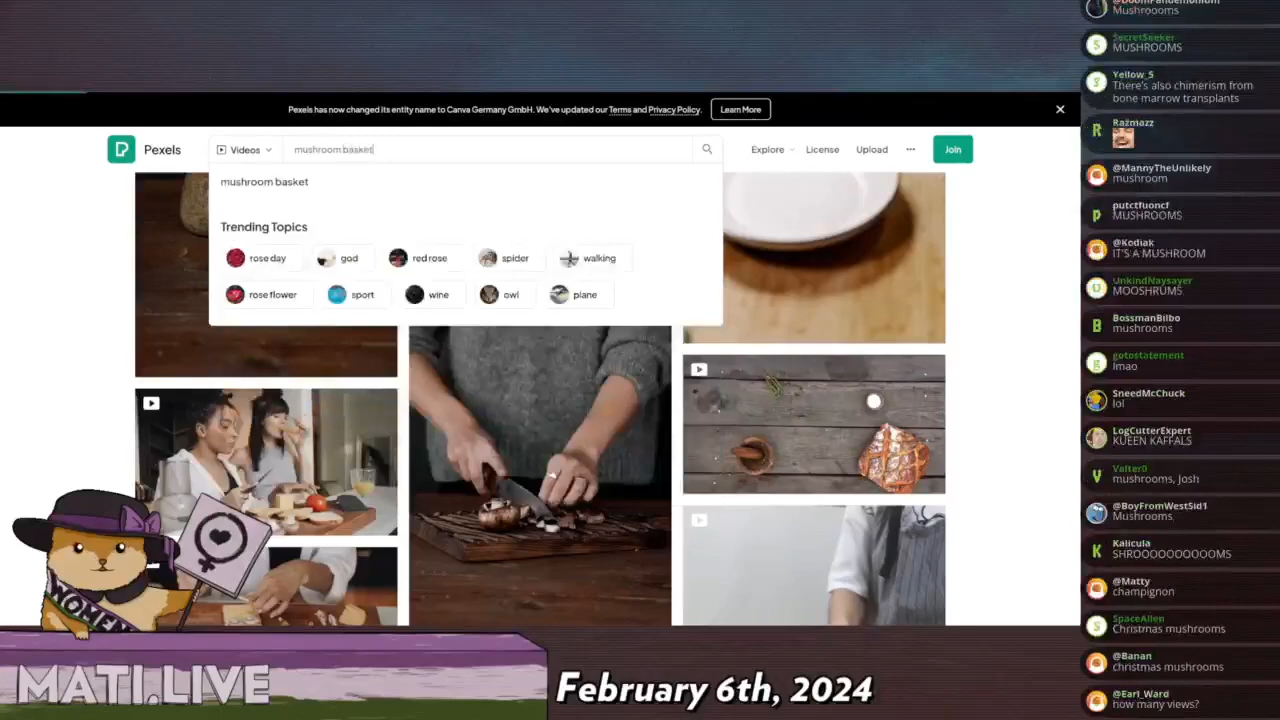 Pexels has now changed its entity name to Canva Germany GmbH. We've updated our Terms and Privacy Policy.
Learn More
Pexels
Videos
mushroom basket
Explore
License
Upload
Join
mushroom basket
Trending Topics
rose day
god
red rose
spider
walking
rose flower
sport
wine
owl
plane
WOMEN
MATI.LIVE
February 6th, 2024
@DoomPandemonium
Mushroooms
SecretSeeker
MUSHROOMS
Yellow_5
There's also chimerism from
bone marrow transplants
Razmazz
@MannyTheUnlikely
mushroom
putctfuoncf
MUSHROOMS
@Kodiak
IT'S A MUSHROOM
UnkindNaysayer
MOOSHRUMS
BossmanBilbo
mushrooms
gotostatement
lmao
SneedMcChuck
lol
LogCutterExpert
KUEEN KAFFALS
Valter0
mushrooms, Josh
@BoyFromWestSid1
Mushrooms
Kalicula
SHROOOOOOOOOOMS
@Matty
champignon
SpaceAllen
Christmas mushrooms
@Banan
christmas mushrooms
@Earl_Ward
how many views?